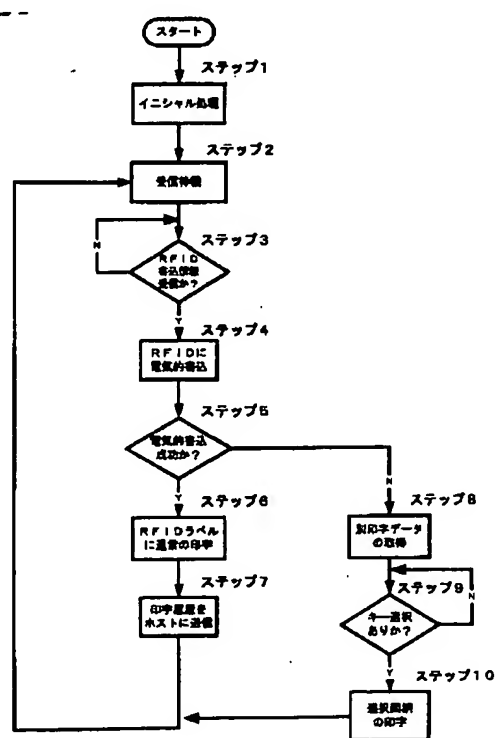 スタート
ステップ1
イニシャル処理
ステップ2
受信待機
ステップ3
N
RFID
書込情報
受信か?
Y
ステップ4
RFIDに
電気的書込
ステップ5
電気的書込
成功か?
Y
N
ステップ6
RFIDラベル
に通常の印字
ステップ7
印字履歴を
ホストに送信
ステップ8
別印字データ
の取得
ステップ9
N
キー選択
ありか?
Y
ステップ10
選択図柄
の印字